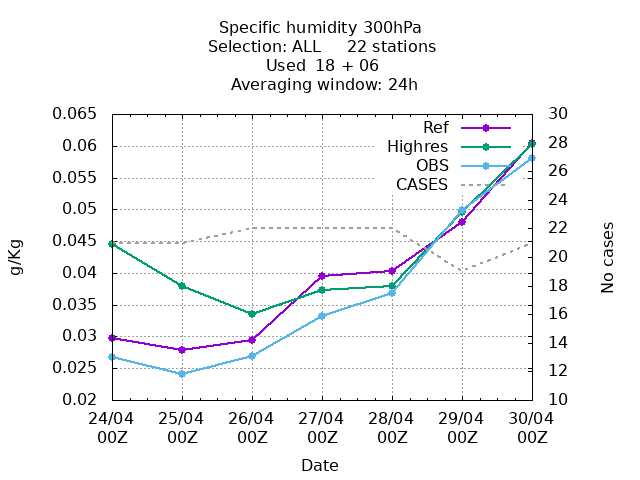 Specific humidity 300hPa
Selection: ALL     22 stations
Used  18 + 06
Averaging window: 24h
0.065
0.06
0.055
0.05
0.045
0.04
0.035
0.03
0.025
0.02
g/Kg
30
28
26
24
22
20
18
16
14
12
10
No cases
Ref
Highres
OBS
CASES
24/04 25/04 26/04 27/04 28/04 29/04 30/04
00Z 00Z 00Z 00Z 00Z 00Z 00Z
Date